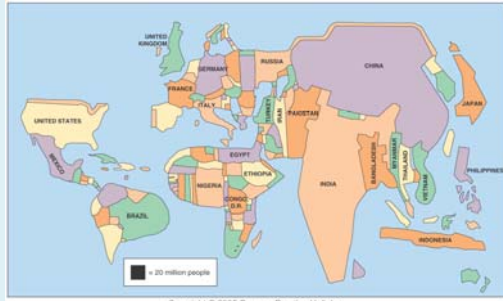 UNITED
KINGDOM
GERMANY
RUSSIA
CHINA
FRANCE
ITALY
UNITED STATES
TURKEY
IRAN
PAKISTAN
JAPAN
MEXICO
EGYPT
ETHIOPIA
NIGERIA
CONGO
D.R.
INDIA
BANGLADESH
MYANMAR
THAILAND
VIETNAM
PHILIPPINES
BRAZIL
INDONESIA
= 20 million people